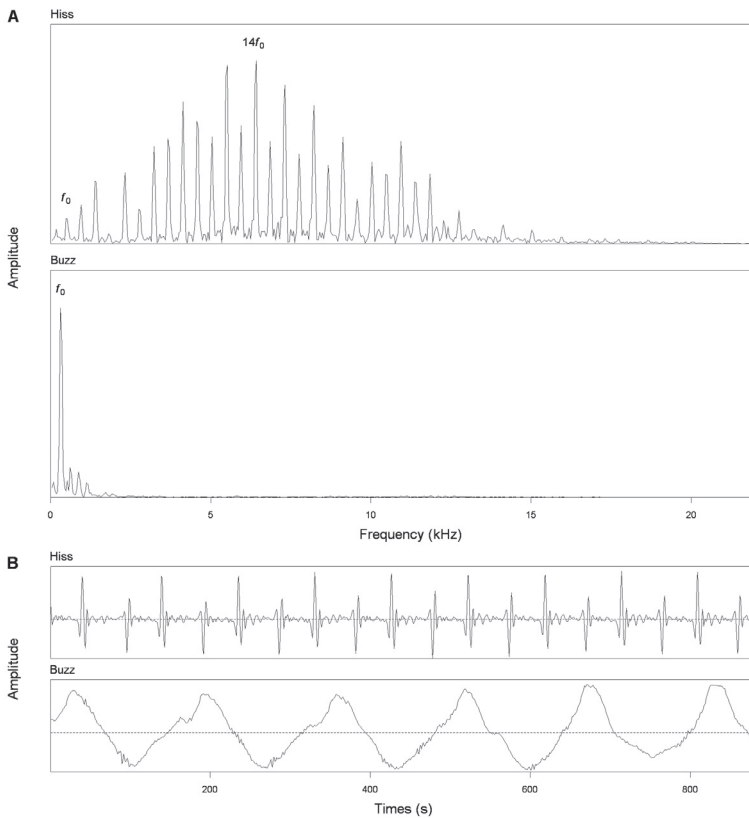 A
Hiss
14f₀
f₀
Amplitude
Buzz
f₀
0 5 10 15 20
Frequency (kHz)
B
Hiss
Amplitude
Buzz
200 400 600 800
Times (s)